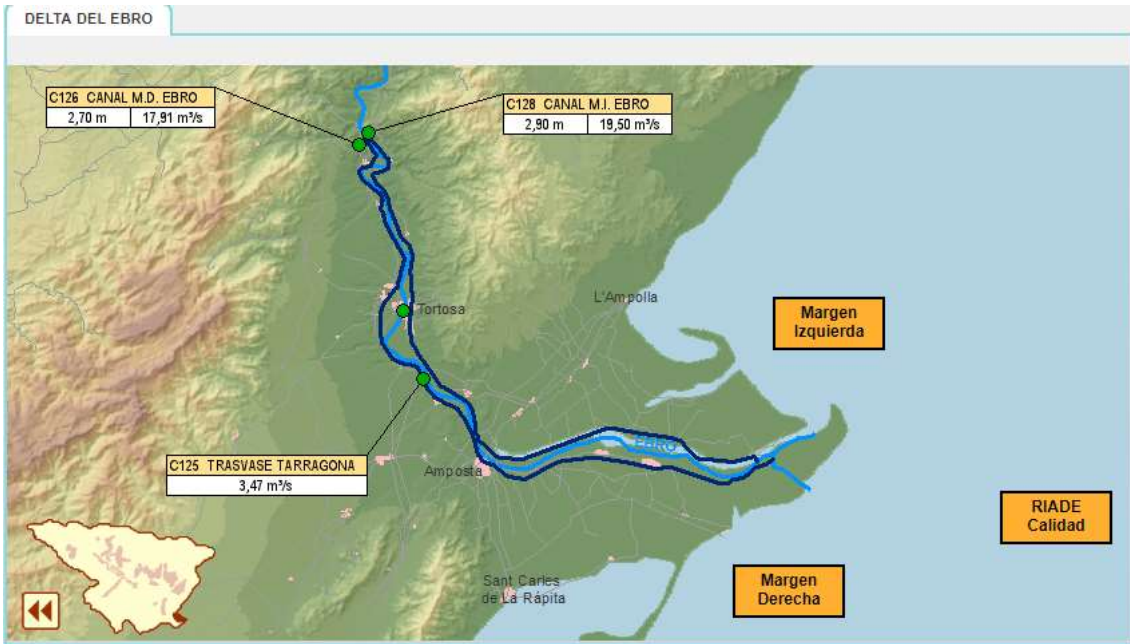 DELTA DEL EBRO
C126 CANAL M.D. EBRO
2,70 m 17,91 m³/s
C128 CANAL M.I. EBRO
2,90 m 19,50 m³/s
L'Ampolla
Tortosa
Margen
Izquierda
EBRO
C125 TRASVASE TARRAGONA
3,47 m³/s
Amposta
RIADE
Calidad
Sant Carles
de La Ràpita
Margen
Derecha